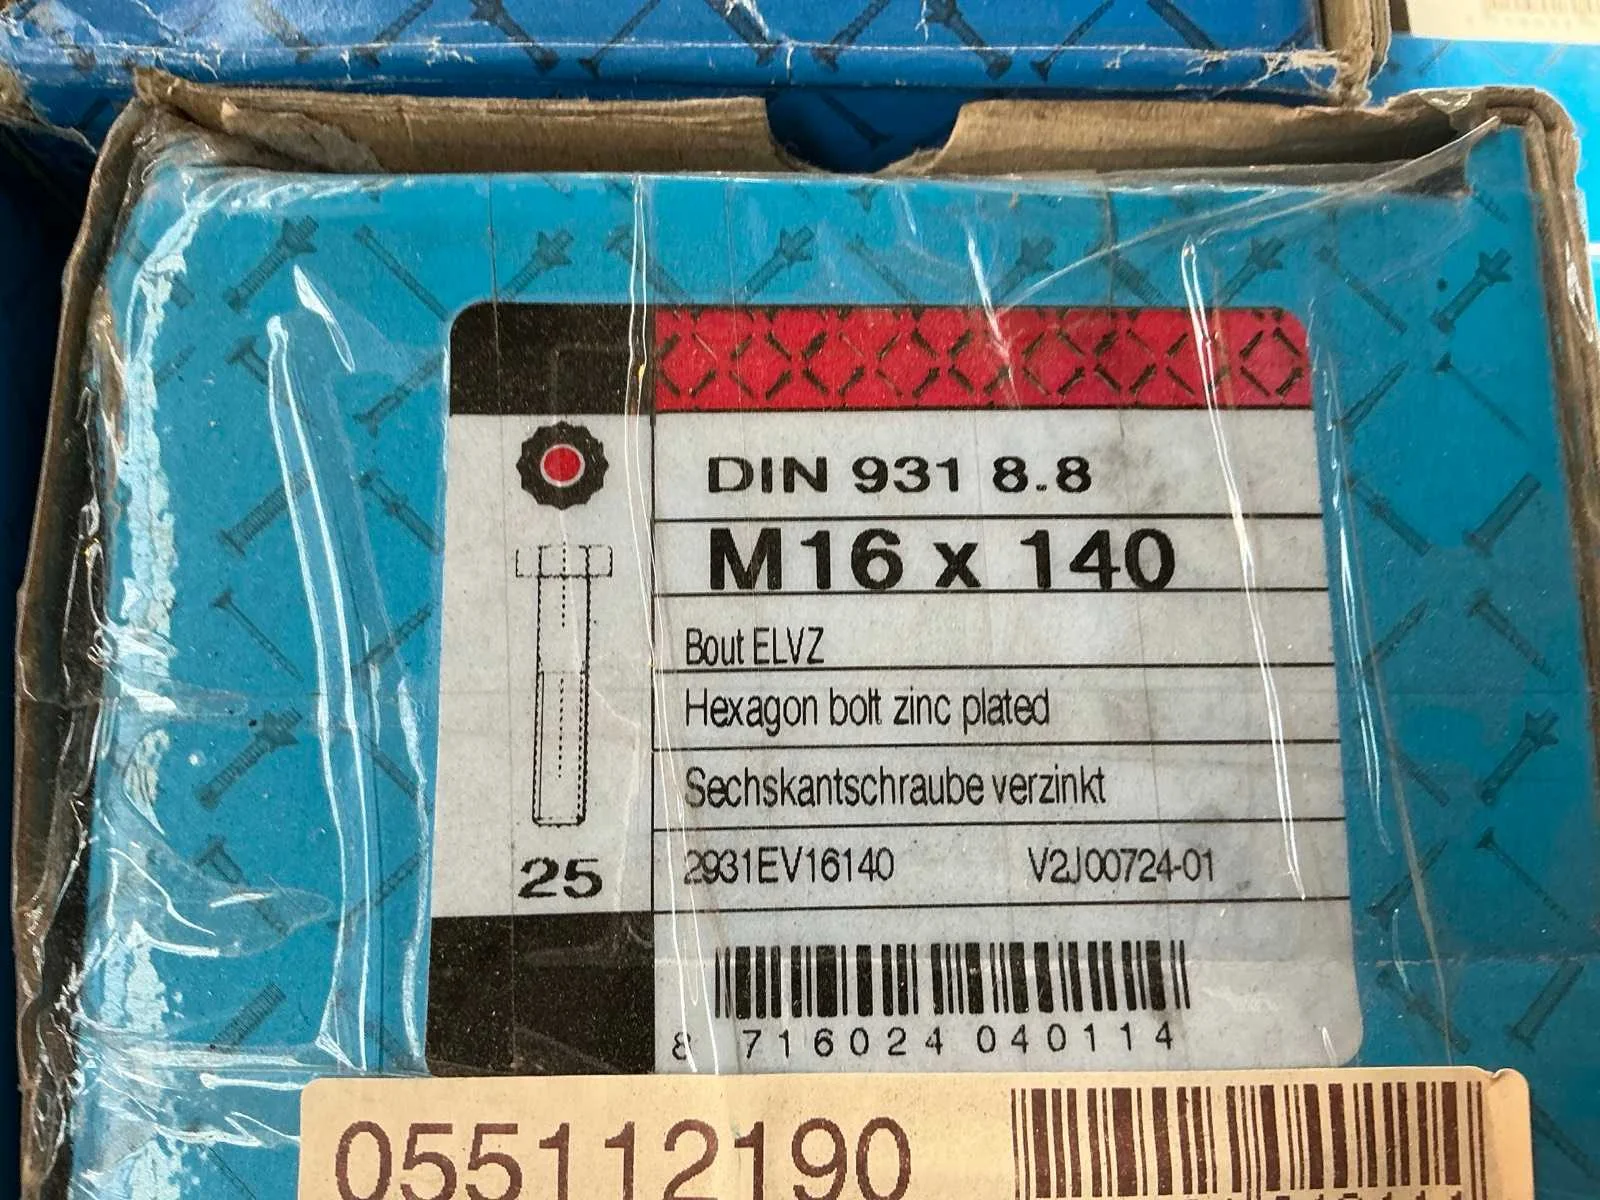 DIN 931 8.8
M16 x 140
Bout ELVZ
Hexagon bolt zinc plated
Sechskantschraube verzinkt
25
2931EV16140 V2J00724-01
8 716024 040114
055112190